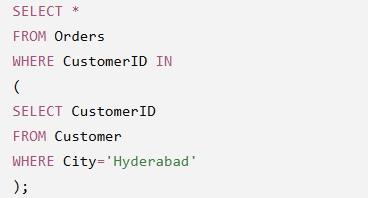 SELECT *
FROM Orders
WHERE CustomerID IN
(
SELECT CustomerID
FROM Customer
WHERE City='Hyderabad'
);